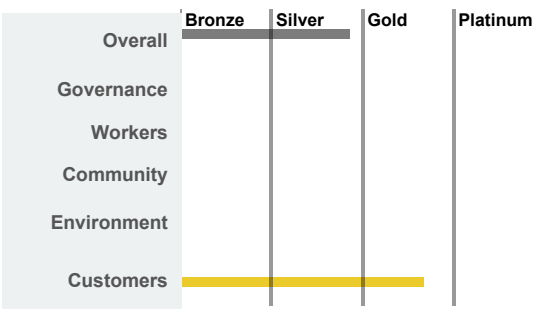 Bronze Silver Gold Platinum
Overall
Governance
Workers
Community
Environment
Customers